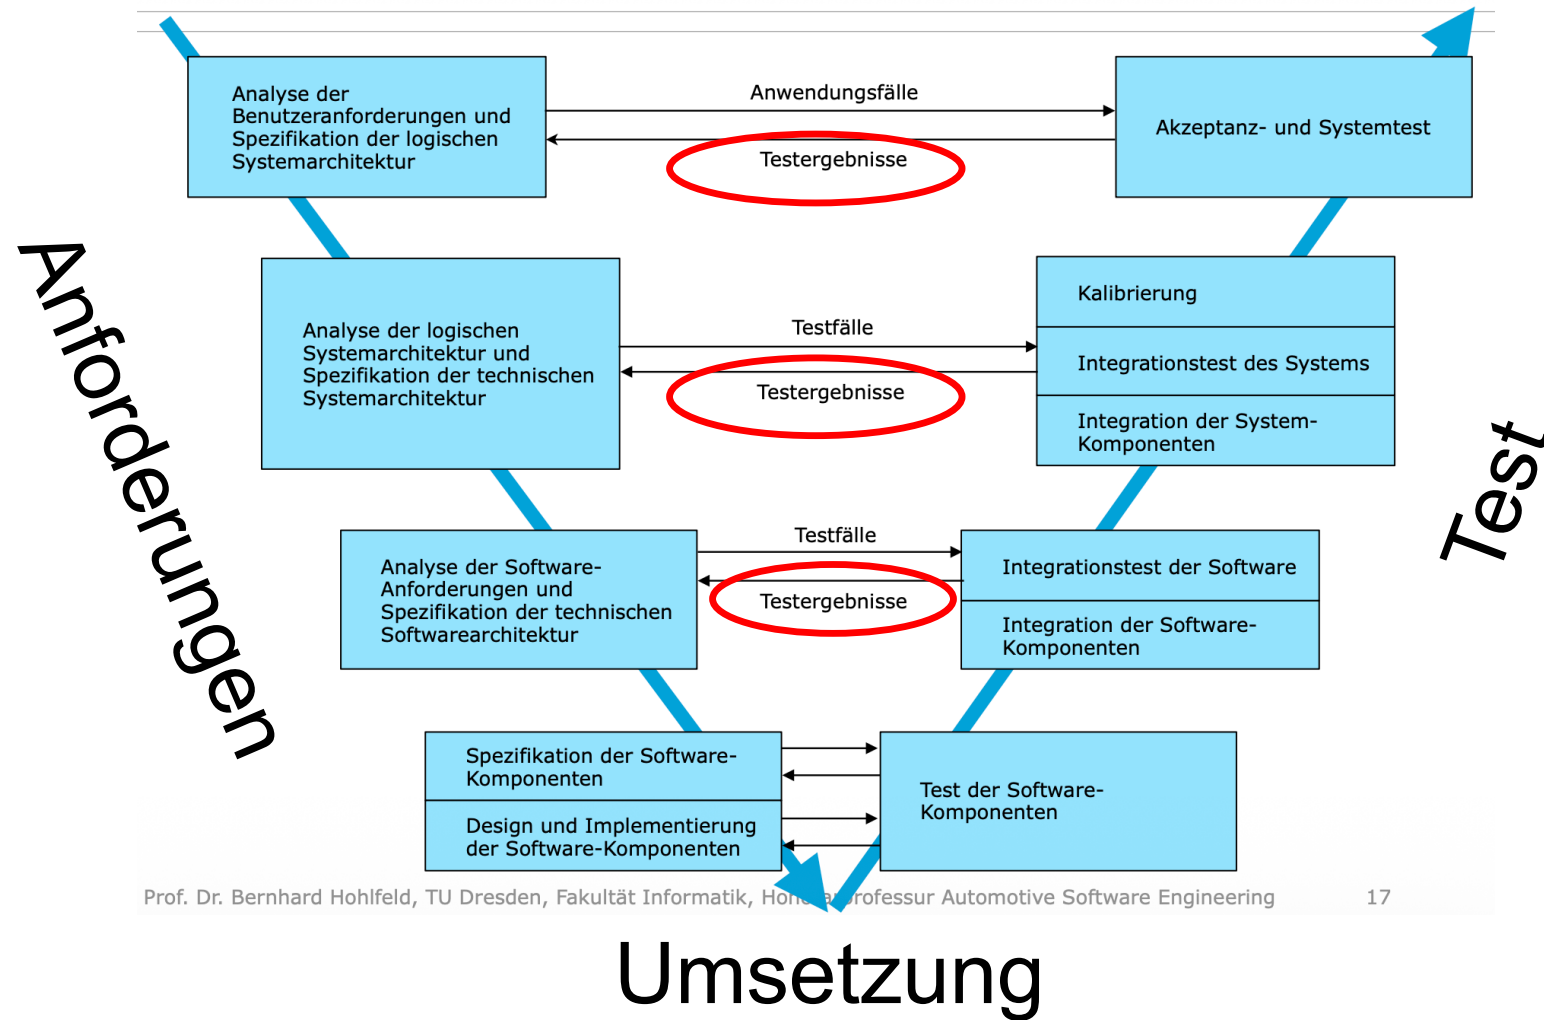 Analyse der
Benutzeranforderungen und
Spezifikation der logischen
Systemarchitektur
Anwendungsfälle
Testergebnisse
Akzeptanz- und Systemtest
Anforderungen
Analyse der logischen
Systemarchitektur und
Spezifikation der technischen
Systemarchitektur
Testfälle
Testergebnisse
Kalibrierung
Integrationstest des Systems
Integration der System-
Komponenten
Test
Analyse der Software-
Anforderungen und
Spezifikation der technischen
Softwarearchitektur
Testfälle
Testergebnisse
Integrationstest der Software
Integration der Software-
Komponenten
Spezifikation der Software-
Komponenten
Design und Implementierung
der Software-Komponenten
Test der Software-
Komponenten
Prof. Dr. Bernhard Hohlfeld, TU Dresden, Fakultät Informatik, Honorarprofessur Automotive Software Engineering 17
Umsetzung